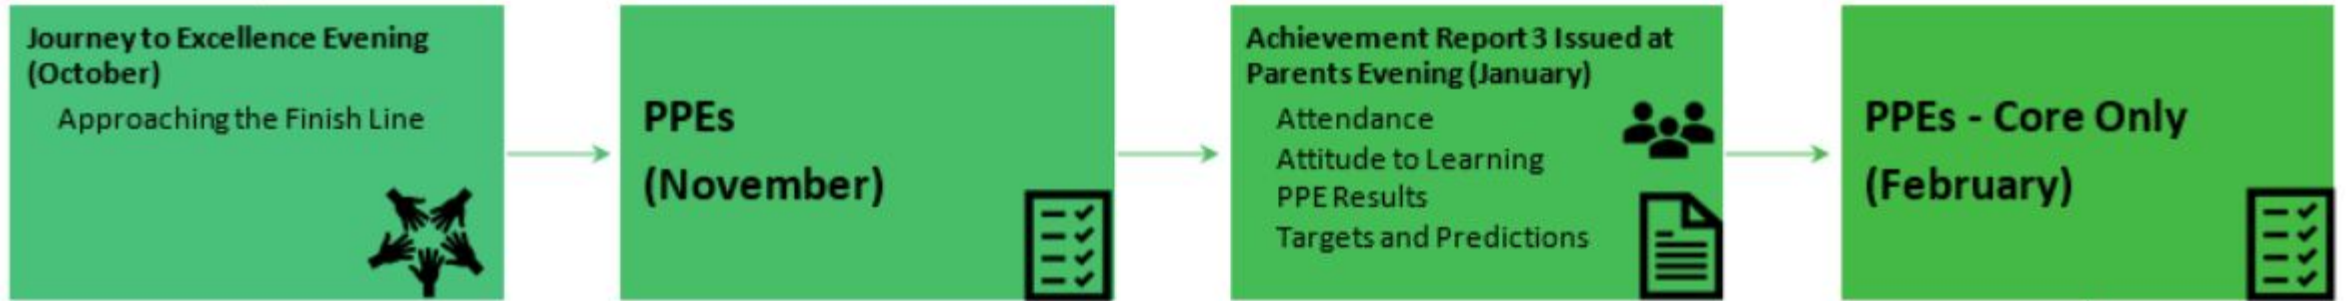 Journey to Excellence Evening
(October)
Approaching the Finish Line
PPEs
(November)
Achievement Report 3 Issued at
Parents Evening (January)
Attendance
Attitude to Learning
PPE Results
Targets and Predictions
PPEs - Core Only
(February)